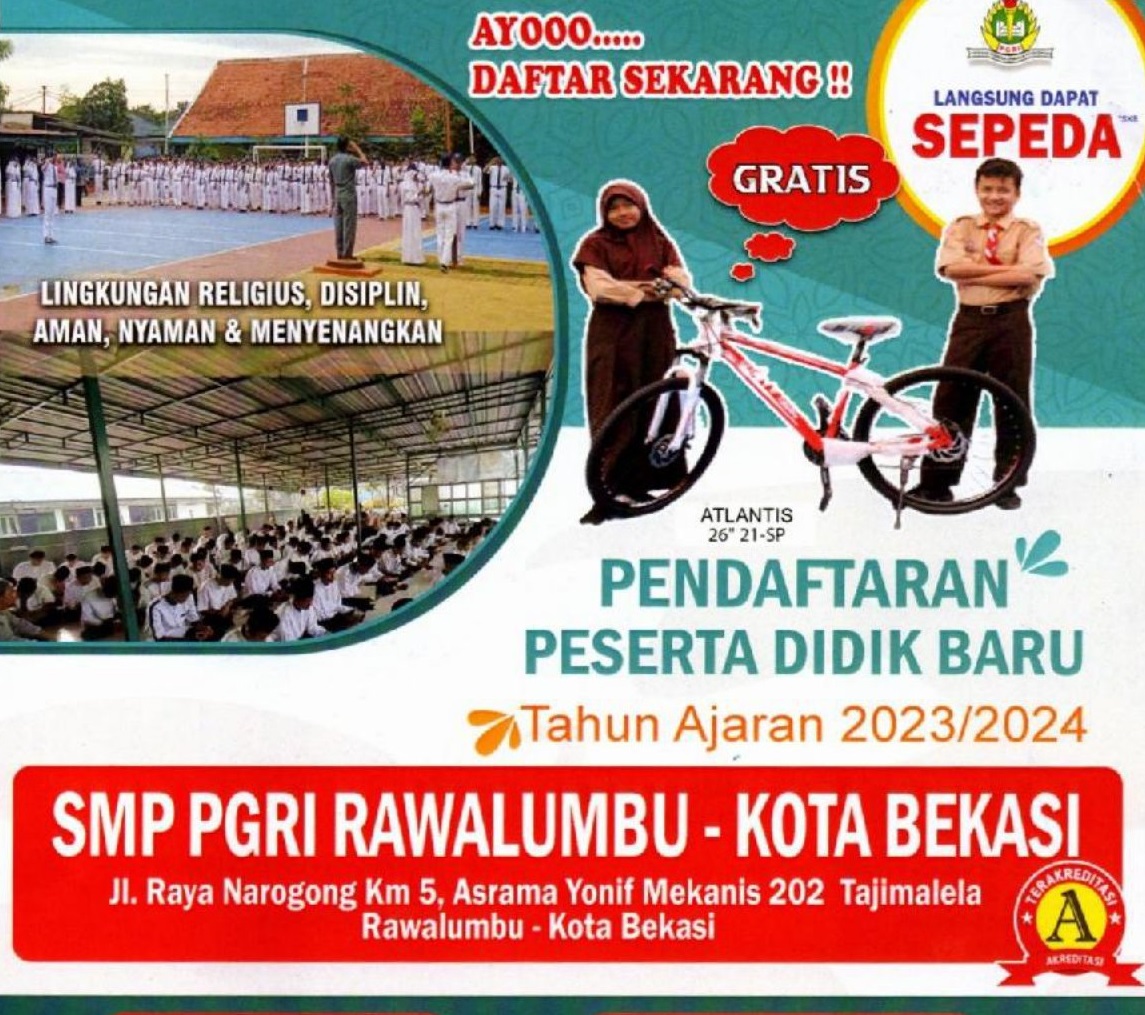 AYOOO.....
DAFTAR SEKARANG !!
PGRI
LANGSUNG DAPAT
SEPEDA
GRATIS
LINGKUNGAN RELIGIUS, DISIPLIN,
AMAN, NYAMAN & MENYENANGKAN
ATLANTIS
26" 21-SP
PENDAFTARAN
PESERTA DIDIK BARU
Tahun Ajaran 2023/2024
SMP PGRI RAWALUMBU - KOTA BEKASI
Jl. Raya Narogong Km 5, Asrama Yonif Mekanis 202 Tajimalela
Rawalumbu - Kota Bekasi
TERAKREDITASI
A
AKREDITASI